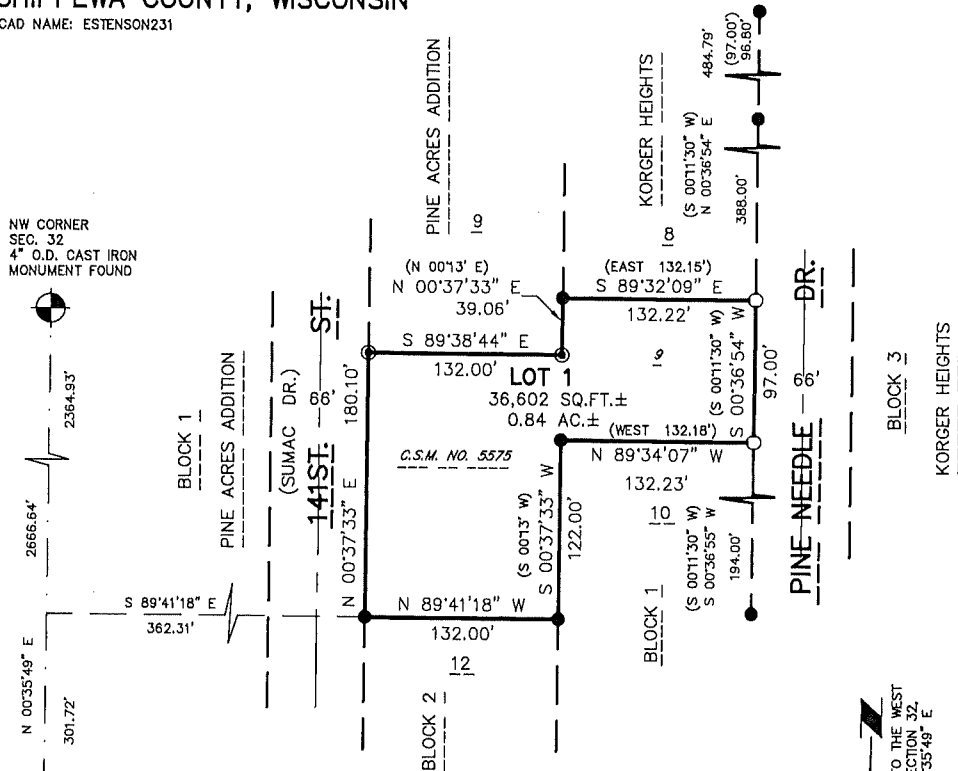 CAD NAME: ESTENSON231
NW CORNER
SEC. 32
4" O.D. CAST IRON
MONUMENT FOUND
2364.93'
2666.64'
N 00°35'49" E
301.72'
S 89°41'18" E
362.31'
BLOCK 1
PINE ACRES ADDITION
(SUMAC DR.)
141ST. ST.
66'
180.10'
N 00°37'33" E
PINE ACRES ADDITION
9
(N 00°13' E)
N 00°37'33" E
39.06'
S 89°38'44" E
132.00'
LOT 1
36,602 SQ.FT.±
0.84 AC.±
C.S.M. NO. 5575
(S 00°13' W)
S 00°37'33" W
122.00'
N 89°41'18" W
132.00'
12
BLOCK 2
KORGER HEIGHTS
8
(EAST 132.15')
S 89°32'09" E
132.22'
9
(S 00°11'30" W)
S 00°36'54" W
97.00'
(WEST 132.18')
N 89°34'07" W
132.23'
10
BLOCK 1
(S 00°11'30" W)
S 00°36'55" W
194.00'
(S 00°11'30" W)
N 00°36'54" E
388.00'
484.79'
(97.00')
96.80'
PINE NEEDLE DR.
66'
BLOCK 3
KORGER HEIGHTS
TO THE WEST